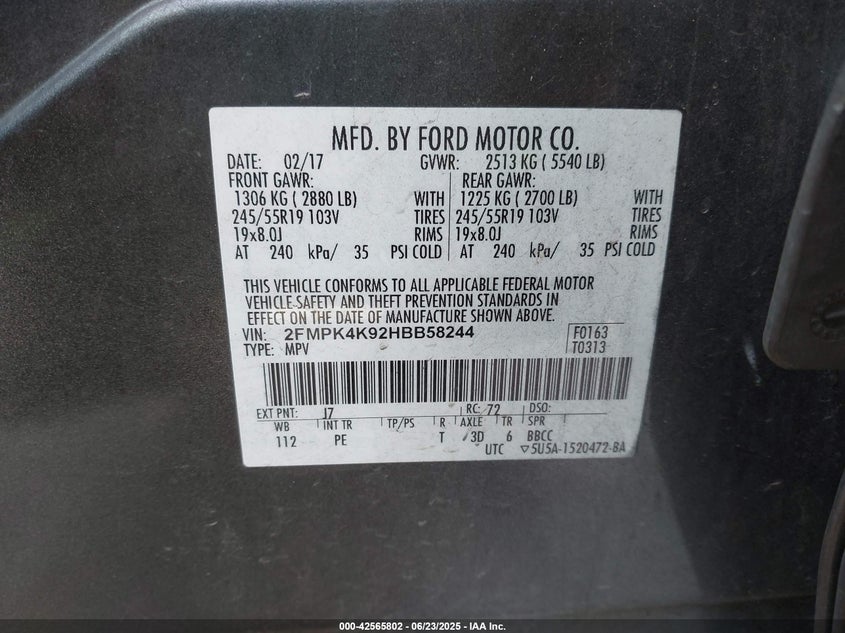 MFD. BY FORD MOTOR CO.
DATE: 02/17 GVWR: 2513 KG ( 5540 LB)
FRONT GAWR: REAR GAWR:
1306 KG ( 2880 LB) WITH 1225 KG ( 2700 LB) WITH
245/55R19 103V TIRES 245/55R19 103V TIRES
19x8.0J RIMS 19x8.0J RIMS
AT 240 kPa/ 35 PSI COLD AT 240 kPa/ 35 PSI COLD
THIS VEHICLE CONFORMS TO ALL APPLICABLE FEDERAL MOTOR
VEHICLE SAFETY AND THEFT PREVENTION STANDARDS IN
EFFECT ON THE DATE OF MANUFACTURE SHOWN ABOVE.
VIN: 2FMPK4K92HBB58244 F0163
TYPE: MPV T0313
EXT PNT: J7 RC: 72 DSO:
WB INT TR TP/PS R AXLE TR SPR
112 PE T 3D 6 BBCC
UTC ▽5U5A-1520472-BA
000-42565802 - 06/23/2025 - IAA Inc.